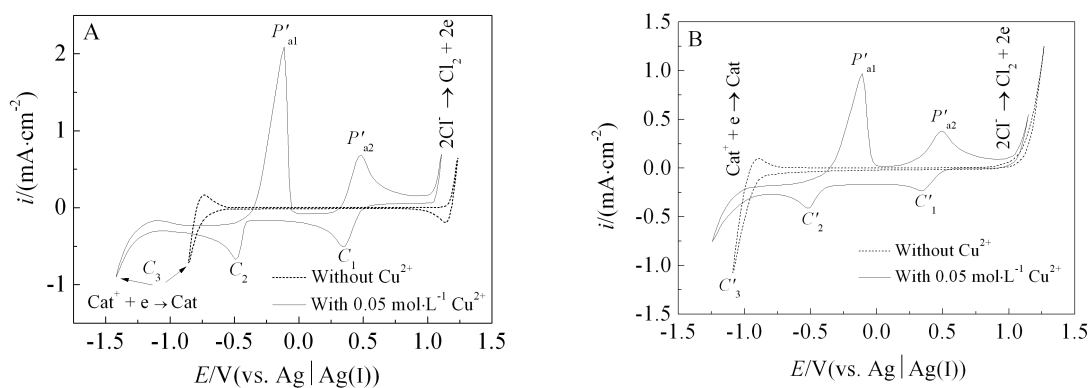 A
P'a1
P'a2
2Cl⁻ → Cl₂ + 2e
C₃
C₂
C₁
Cat⁺ + e → Cat
Without Cu²⁺
With 0.05 mol·L⁻¹ Cu²⁺
i/(mA·cm⁻²)
2
1
0
-1
-1.5 -1.0 -0.5 0.0 0.5 1.0 1.5
E/V(vs. Ag | Ag(I))
B
Cat⁺ + e → Cat
P'a1
P'a2
2Cl⁻ → Cl₂ + 2e
C'₁
C'₂
C'₃
Without Cu²⁺
With 0.05 mol·L⁻¹ Cu²⁺
i/(mA·cm⁻²)
1.5
1.0
0.5
0.0
-0.5
-1.0
-1.5
-1.5 -1.0 -0.5 0.0 0.5 1.0 1.5
E/V(vs. Ag | Ag(I))